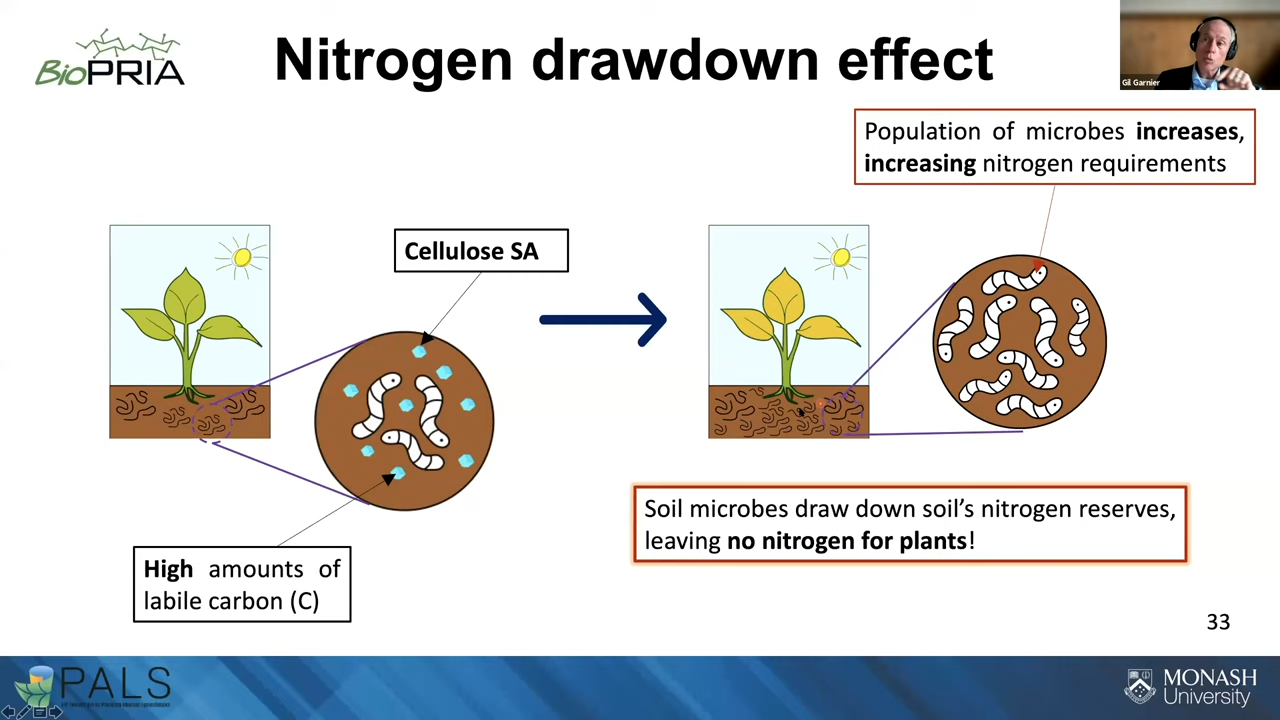 BioPRIA
Nitrogen drawdown effect
Gil Garnier
Population of microbes increases,
increasing nitrogen requirements
Cellulose SA
High amounts of
labile carbon (C)
Soil microbes draw down soil's nitrogen reserves,
leaving no nitrogen for plants!
33
PALS
MONASH
University